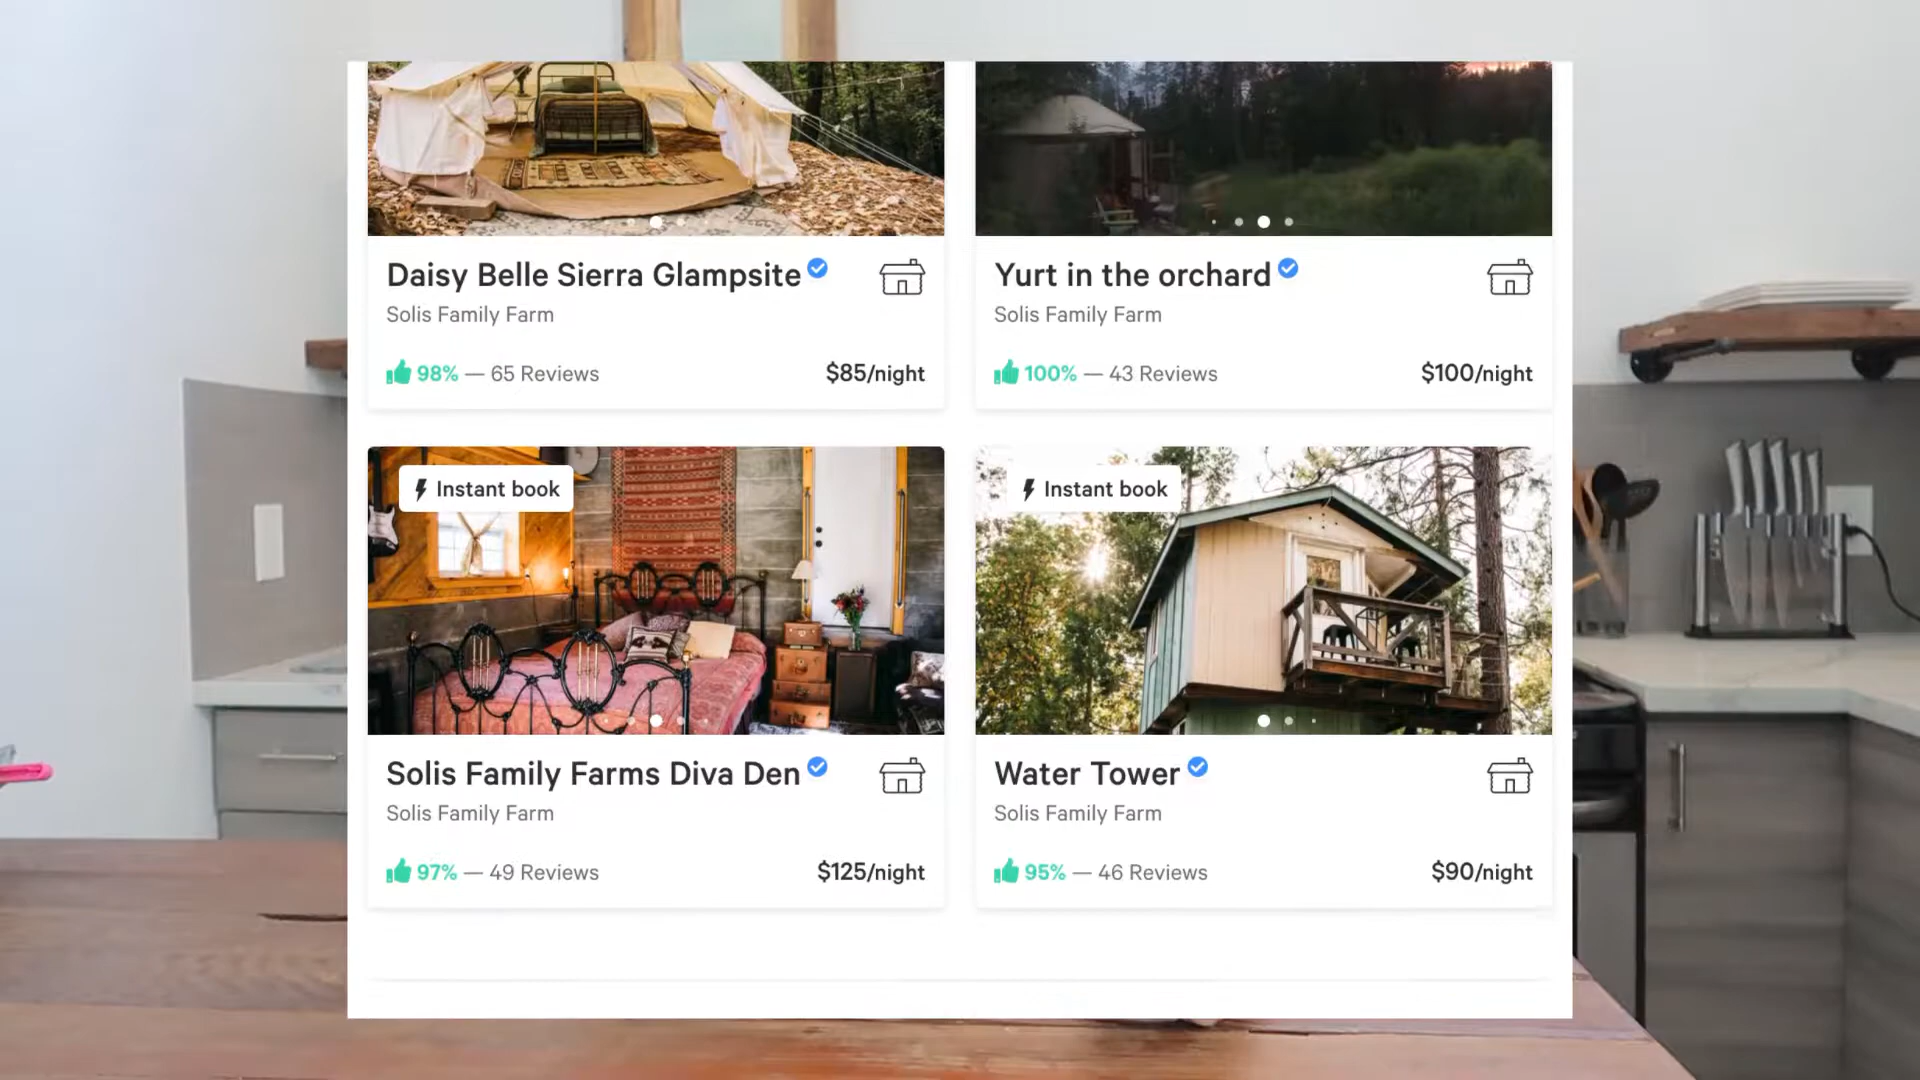 Daisy Belle Sierra Glampsite
Solis Family Farm
98% — 65 Reviews
$85/night
Yurt in the orchard
Solis Family Farm
100% — 43 Reviews
$100/night
Instant book
Solis Family Farms Diva Den
Solis Family Farm
97% — 49 Reviews
$125/night
Instant book
Water Tower
Solis Family Farm
95% — 46 Reviews
$90/night